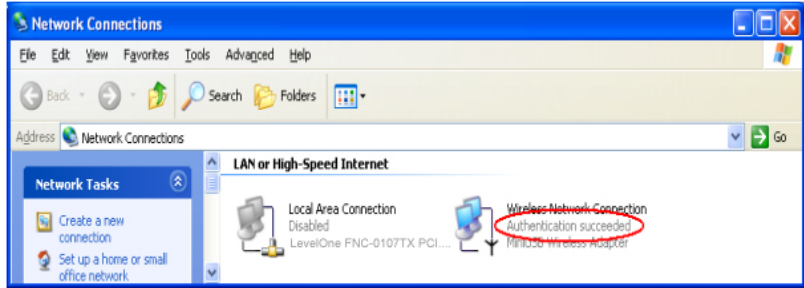 Network Connections
File Edit View Favorites Tools Advanced Help
Back Search Folders
Address Network Connections Go
Network Tasks
Create a new
connection
Set up a home or small
office network
LAN or High-Speed Internet
Local Area Connection
Disabled
LevelOne FNC-0107TX PCI....
Wireless Network Connection
Authentication succeeded
MiniUSB Wireless Adapter